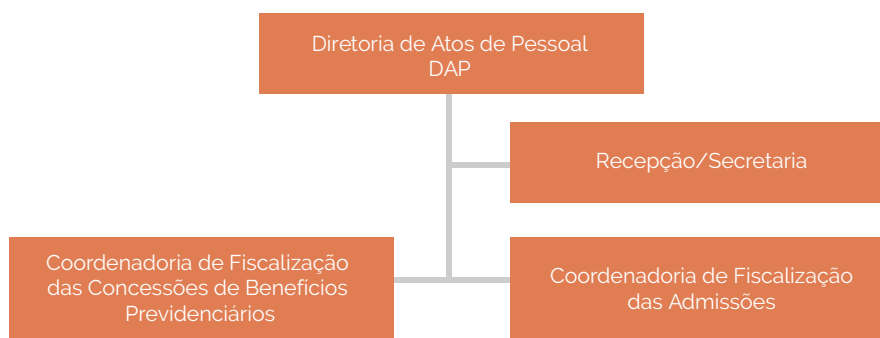 Diretoria de Atos de Pessoal
DAP
Recepção/Secretaria
Coordenadoria de Fiscalização
das Concessões de Benefícios
Previdenciários
Coordenadoria de Fiscalização
das Admissões